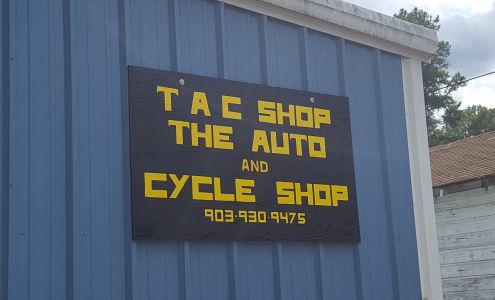 T A C SHOP
THE AUTO
AND
CYCLE SHOP
903-930-9475